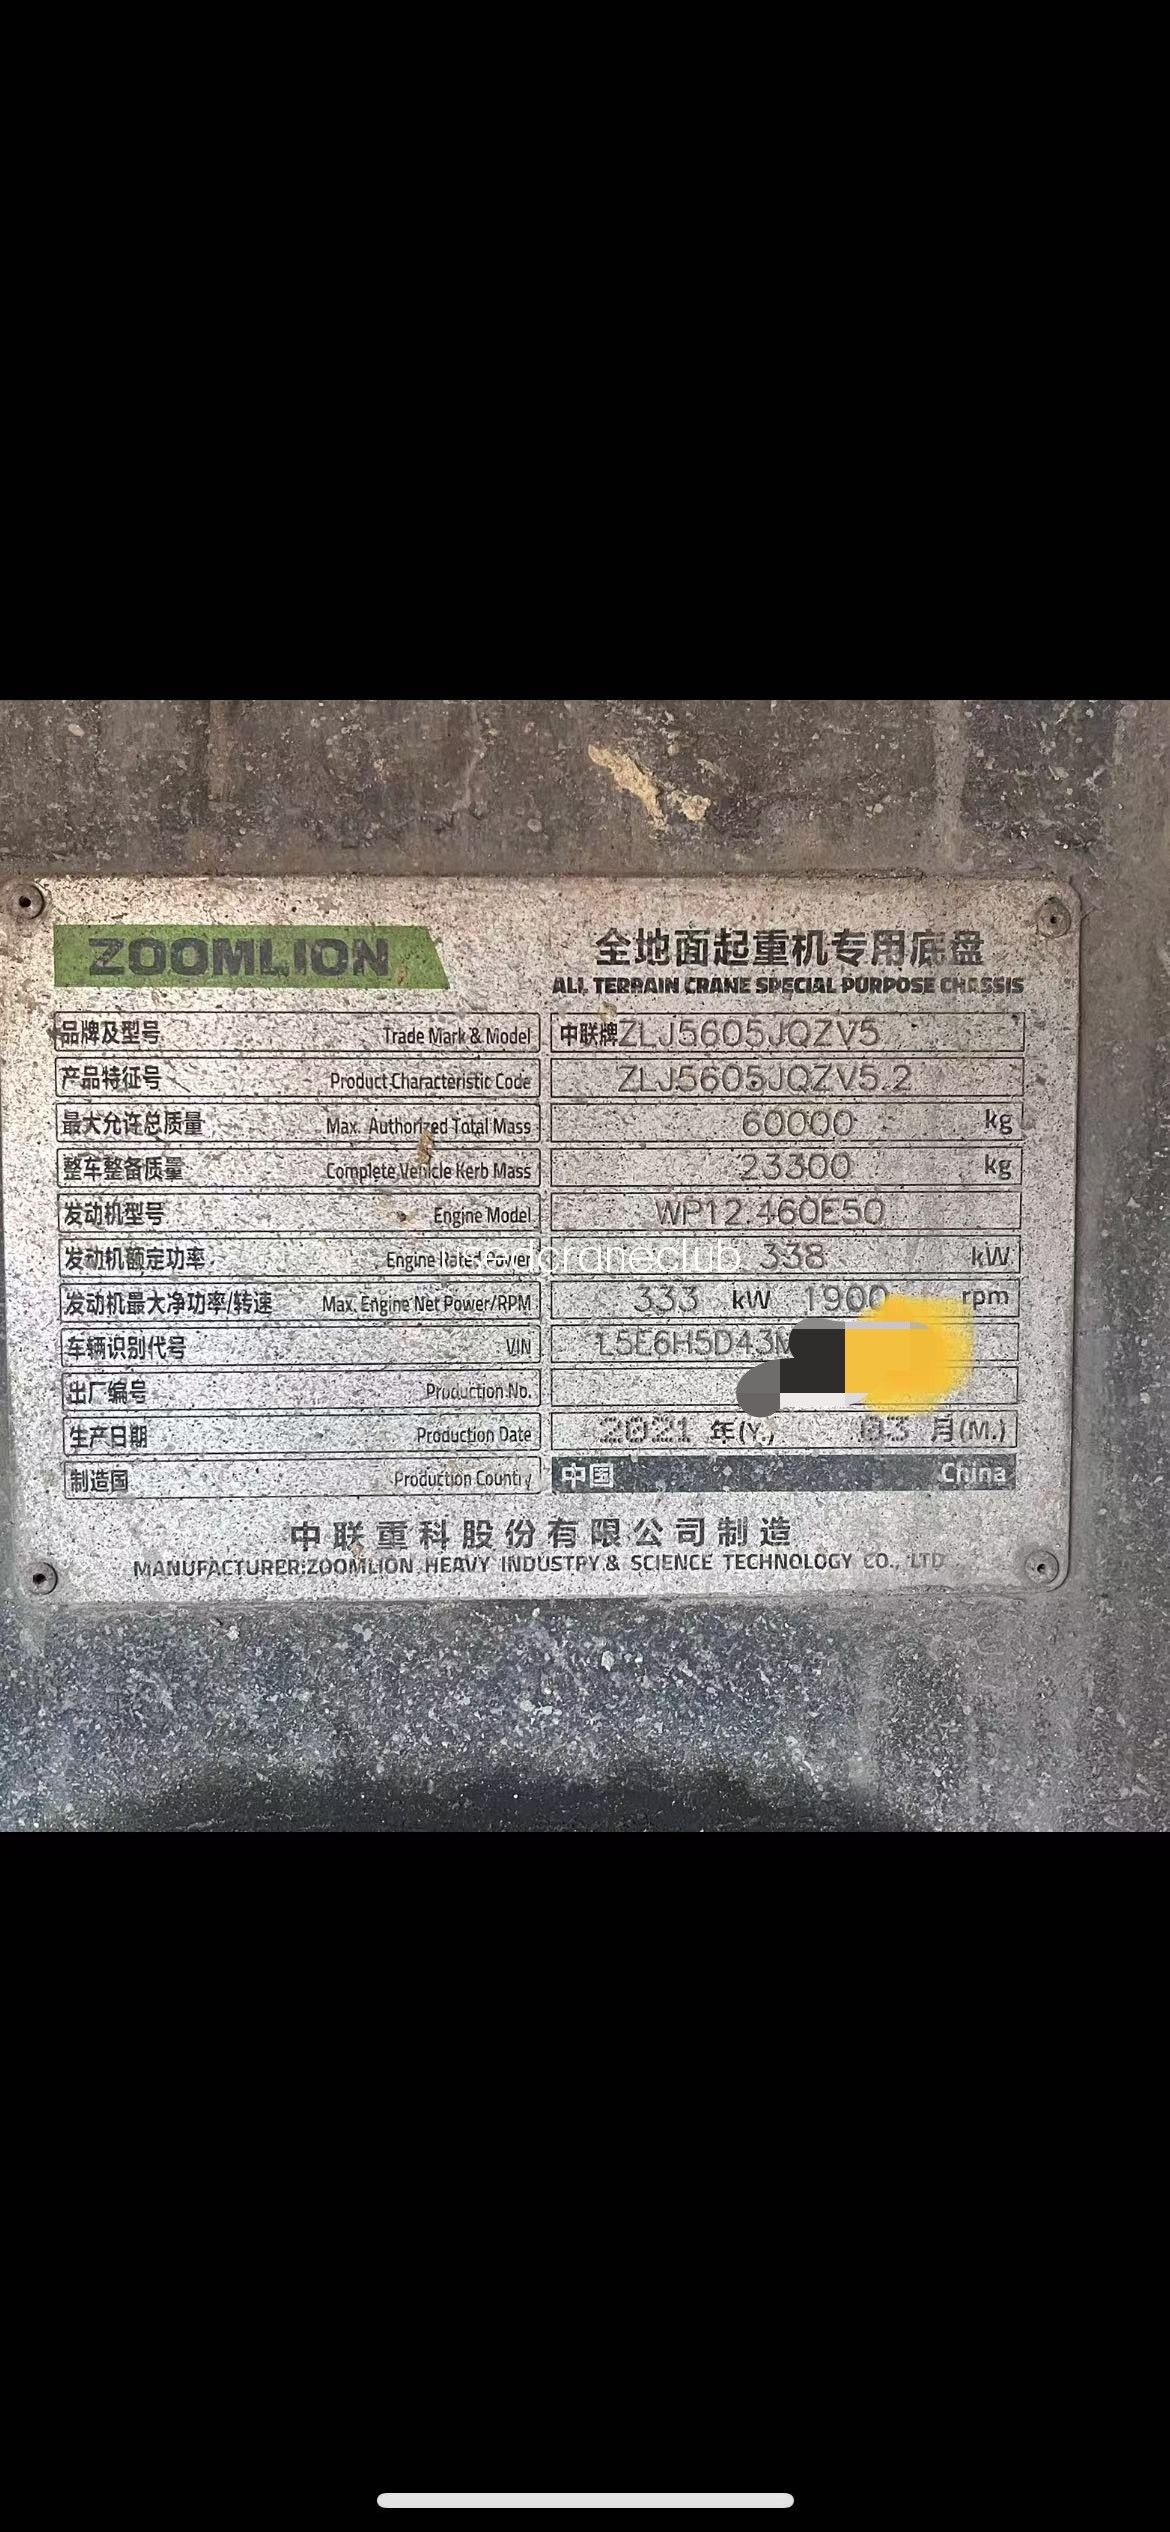 ZOOMLION
全地面起重机专用底盘
ALL TERRAIN CRANE SPECIAL PURPOSE CHASSIS
品牌及型号 Trade Mark & Model 中联牌ZLJ5605JQZV5
产品特征号 Product Characteristic Code ZLJ5605JQZV5.2
最大允许总质量 Max. Authorized Total Mass 60000 kg
整车整备质量 Complete Vehicle Kerb Mass 23300 kg
发动机型号 Engine Model WP12.460E50
发动机额定功率 Engine Rated Power 338 kW
craneclub
发动机最大净功率/转速 Max. Engine Net Power/RPM 333 kW 1900 rpm
车辆识别代号 VIN L5E6H5D43M
出厂编号 Production No.
生产日期 Production Date 2021 年(Y.) 03 月(M.)
制造国 Production Country 中国 China
中联重科股份有限公司制造
MANUFACTURER:ZOOMLION HEAVY INDUSTRY & SCIENCE TECHNOLOGY CO., LTD